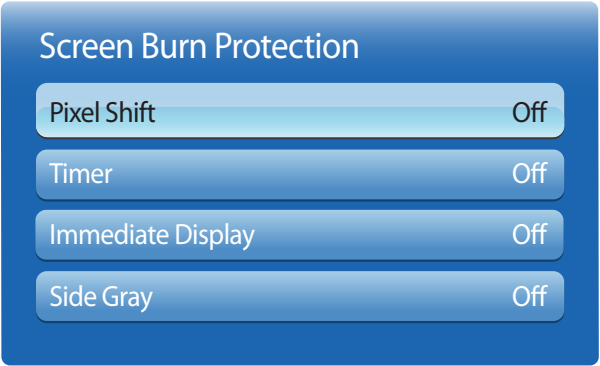 Screen Burn Protection
Pixel Shift Off
Timer Off
Immediate Display Off
Side Gray Off